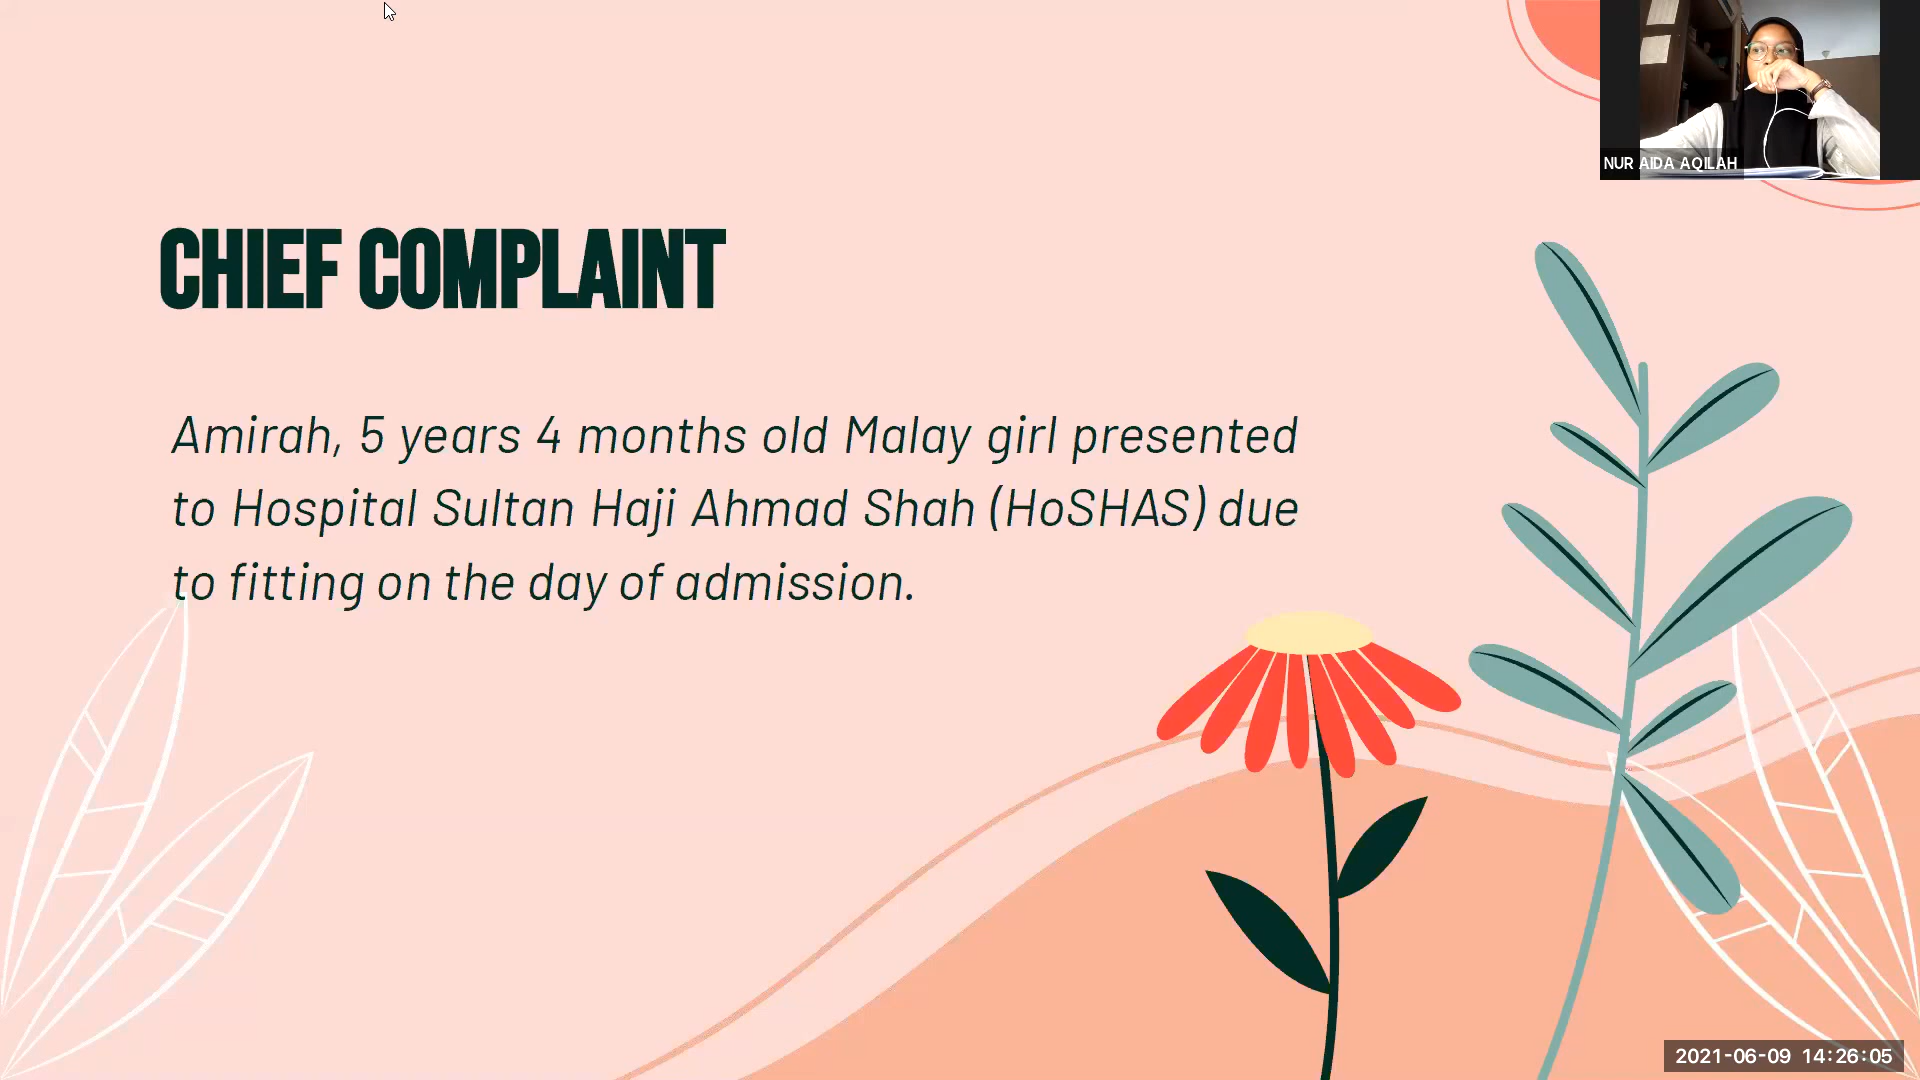 NUR AIDA AQILAH
CHIEF COMPLAINT
Amirah, 5 years 4 months old Malay girl presented
to Hospital Sultan Haji Ahmad Shah (HoSHAS) due
to fitting on the day of admission.
2021-06-09 14:26:05